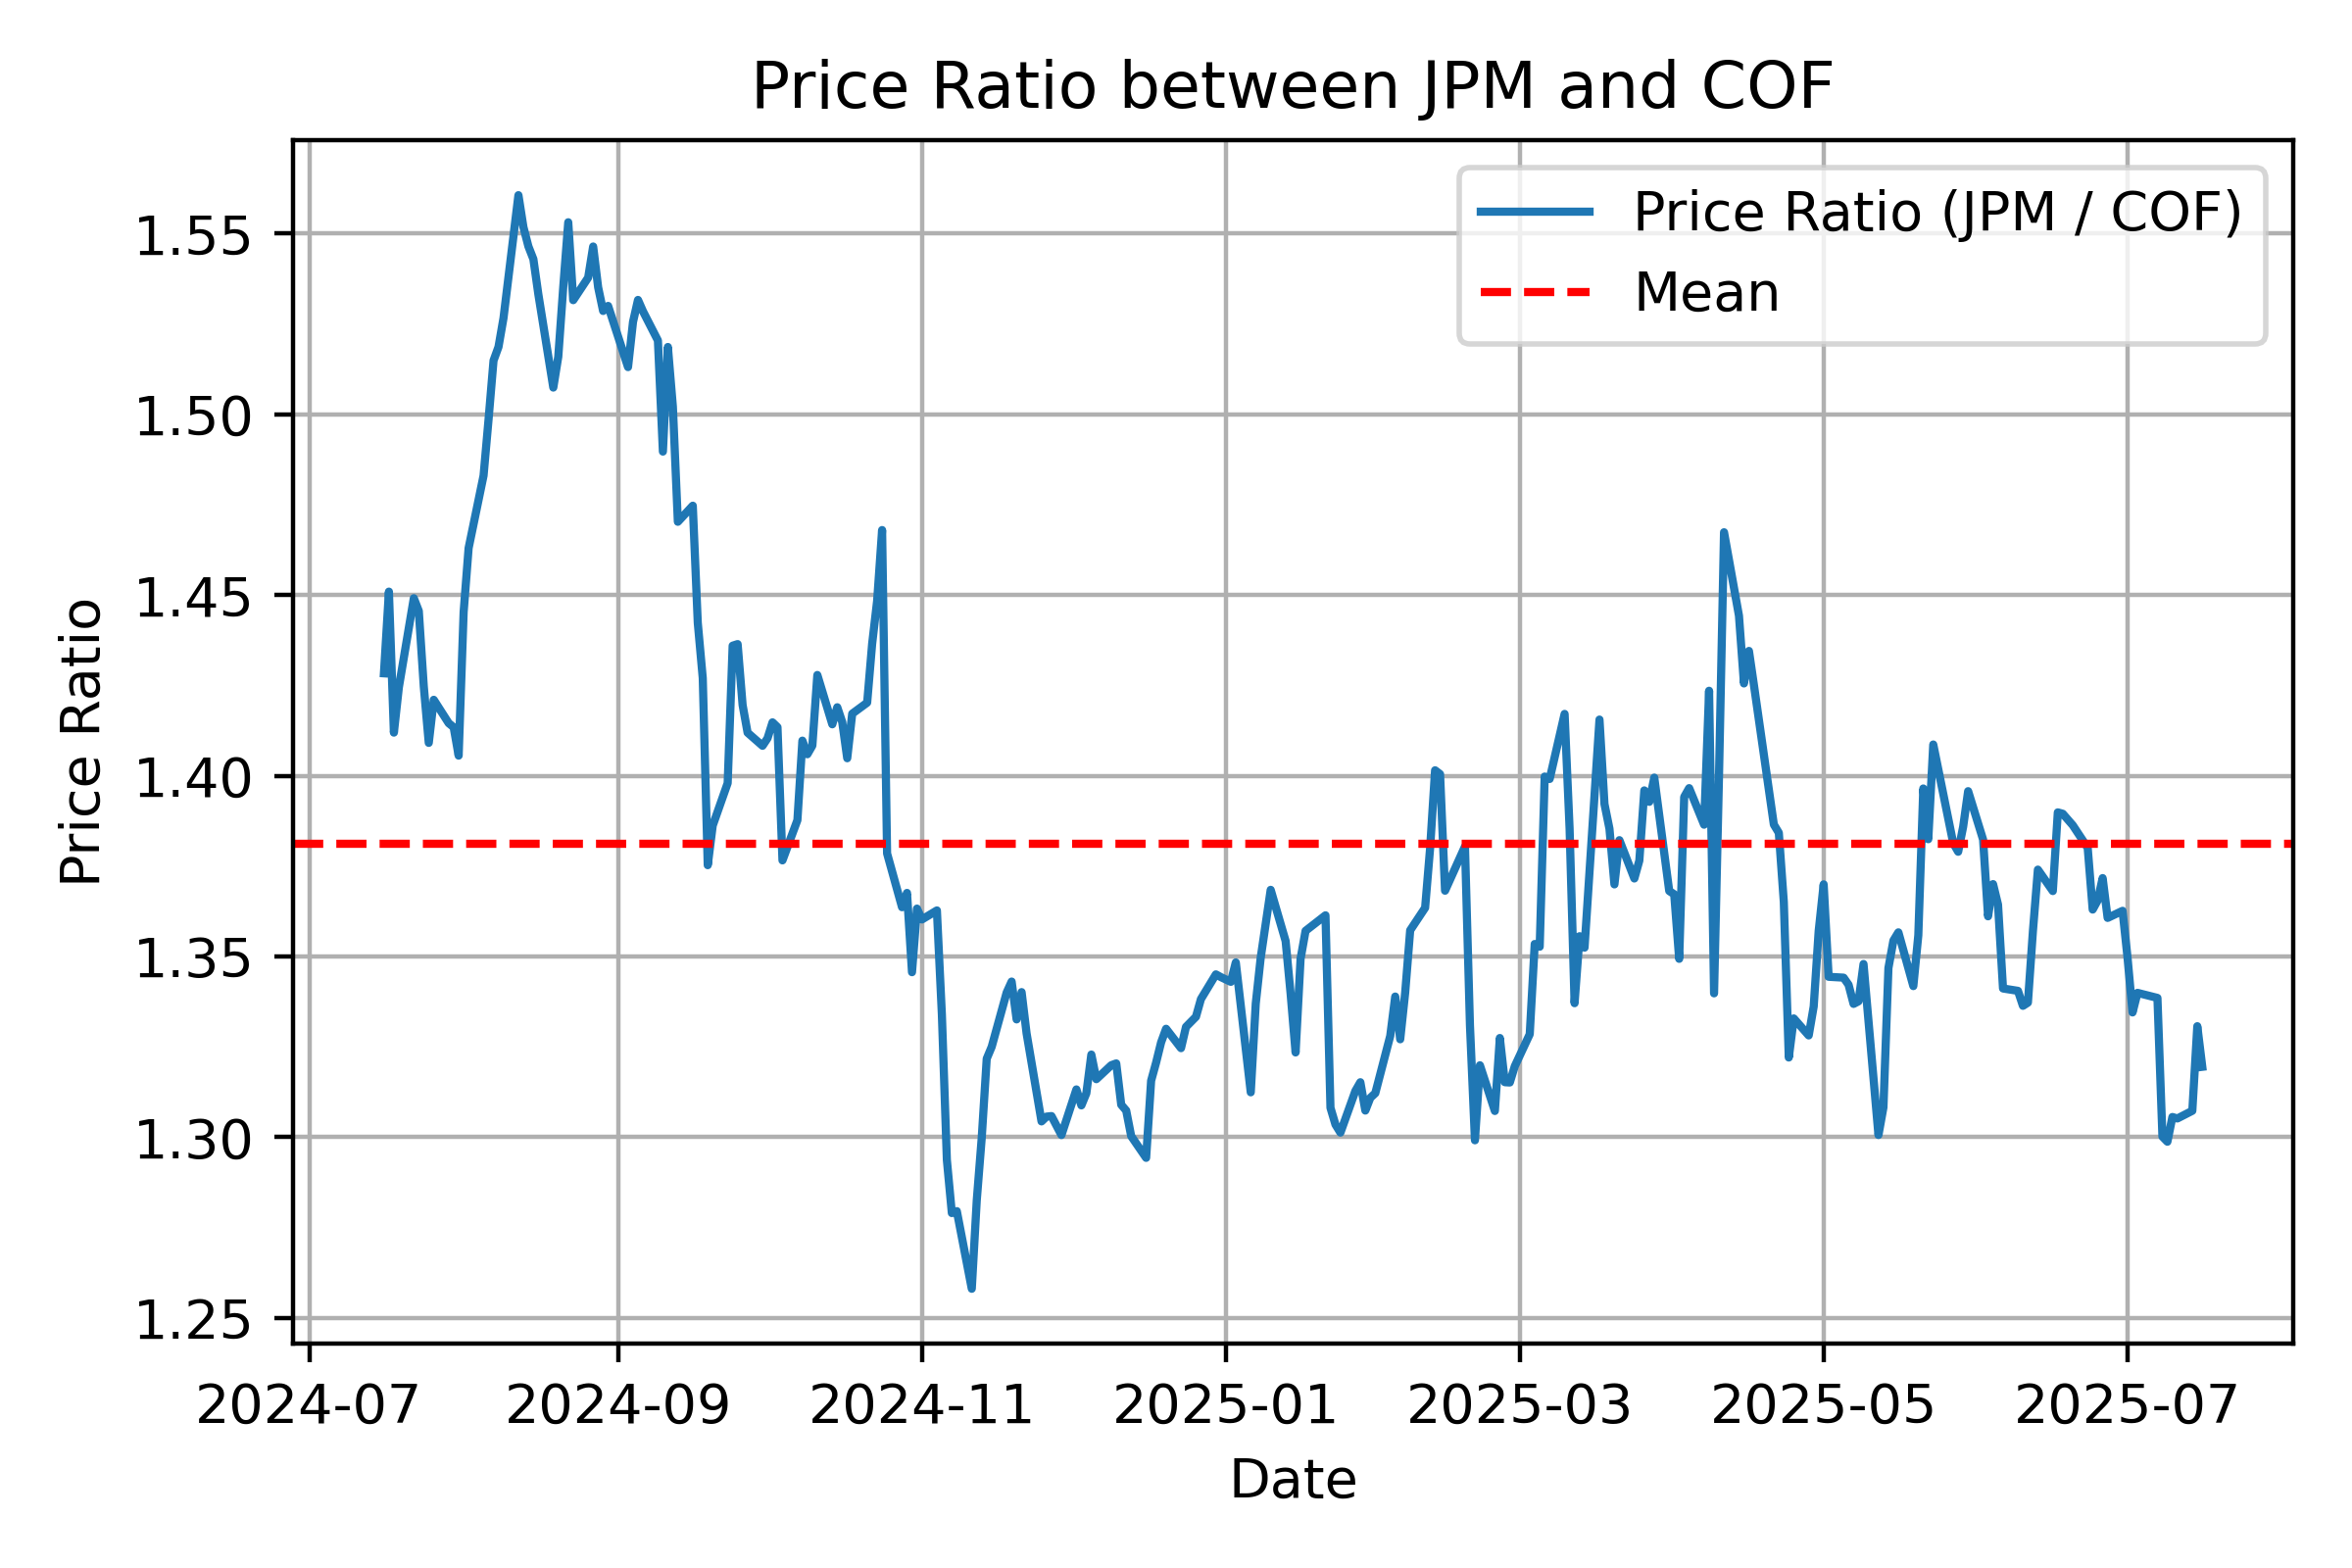 Price Ratio between JPM and COF
Price Ratio (JPM / COF)
Mean
Price Ratio
1.55
1.50
1.45
1.40
1.35
1.30
1.25
2024-07 2024-09 2024-11 2025-01 2025-03 2025-05 2025-07
Date